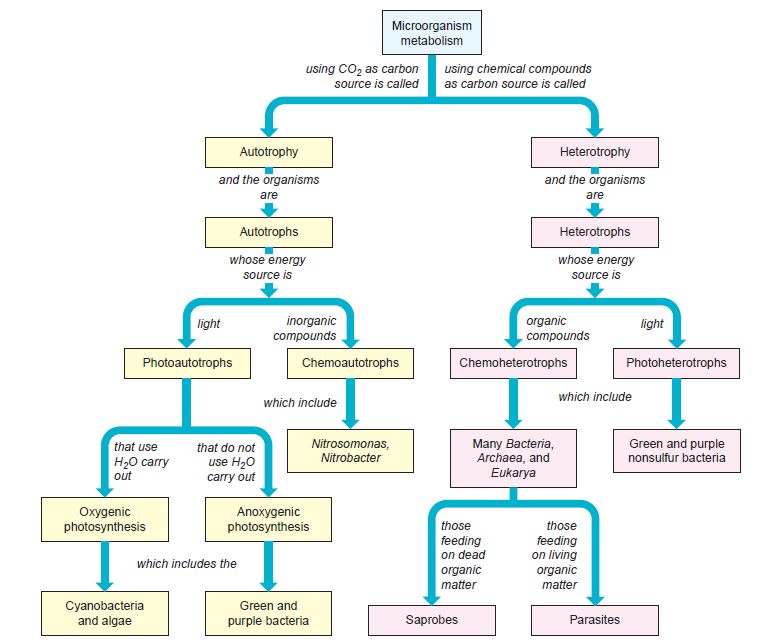 Microorganism
metabolism
using CO₂ as carbon
source is called
using chemical compounds
as carbon source is called
Autotrophy
Heterotrophy
and the organisms
are
and the organisms
are
Autotrophs
Heterotrophs
whose energy
source is
whose energy
source is
light
inorganic
compounds
organic
compounds
light
Photoautotrophs
Chemoautotrophs
Chemoheterotrophs
Photoheterotrophs
which include
which include
that use
H₂O carry
out
that do not
use H₂O
carry out
Nitrosomonas,
Nitrobacter
Many Bacteria,
Archaea, and
Eukarya
Green and purple
nonsulfur bacteria
Oxygenic
photosynthesis
Anoxygenic
photosynthesis
those
feeding
on dead
organic
matter
those
feeding
on living
organic
matter
which includes the
Cyanobacteria
and algae
Green and
purple bacteria
Saprobes
Parasites